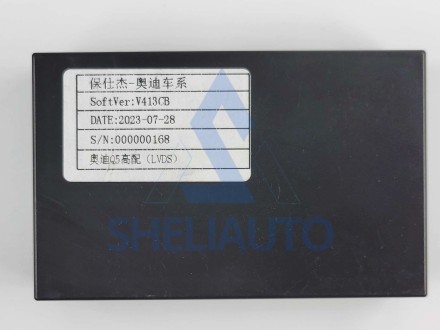 保仕杰-奥迪车系
SoftVer:V413CB
DATE:2023-07-28
S/N:000000168
奥迪Q5高配（LVDS）
SHELIAUTO